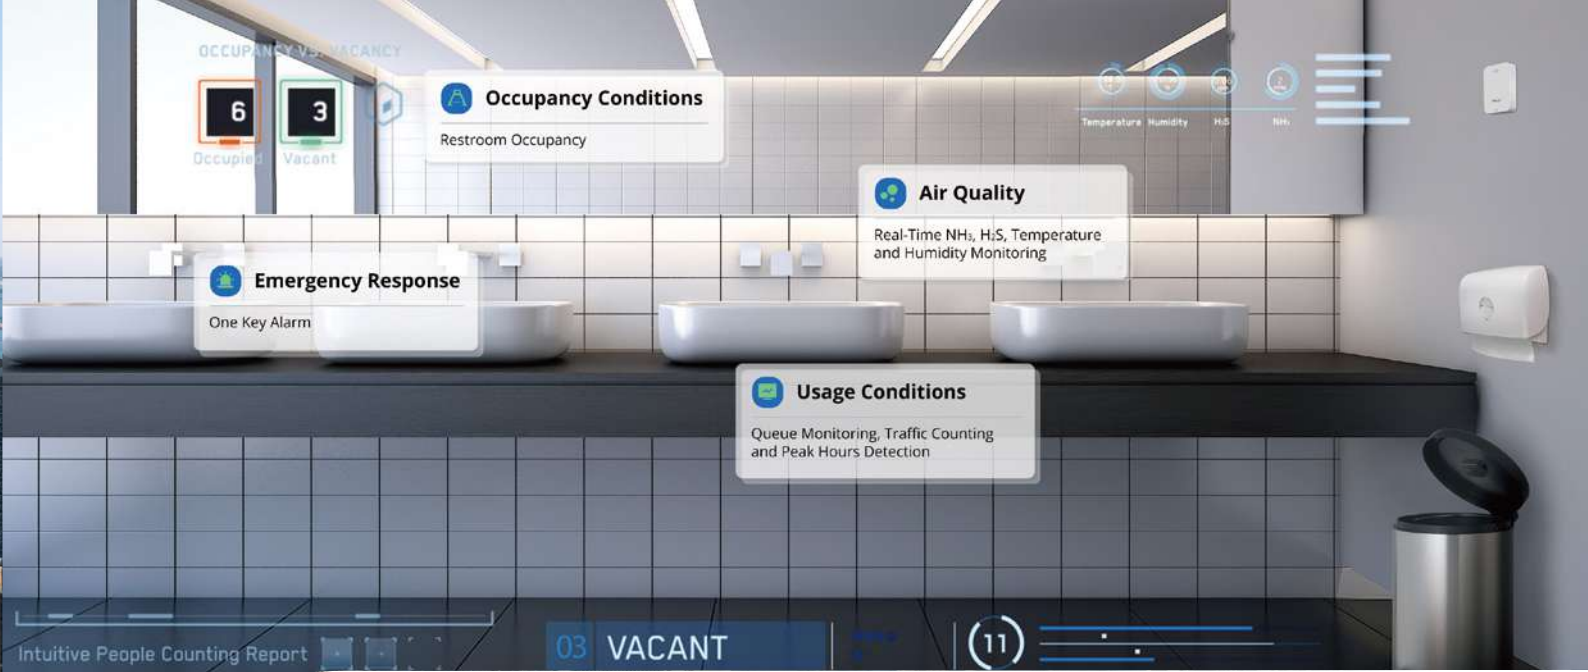 OCCUPANCY VS. VACANCY
6
3
Occupied
Vacant
Occupancy Conditions
Restroom Occupancy
Temperature
Humidity
H₂S
NH₃
Air Quality
Real-Time NH₃, H₂S, Temperature
and Humidity Monitoring
Emergency Response
One Key Alarm
Usage Conditions
Queue Monitoring, Traffic Counting
and Peak Hours Detection
Intuitive People Counting Report
03 VACANT
11